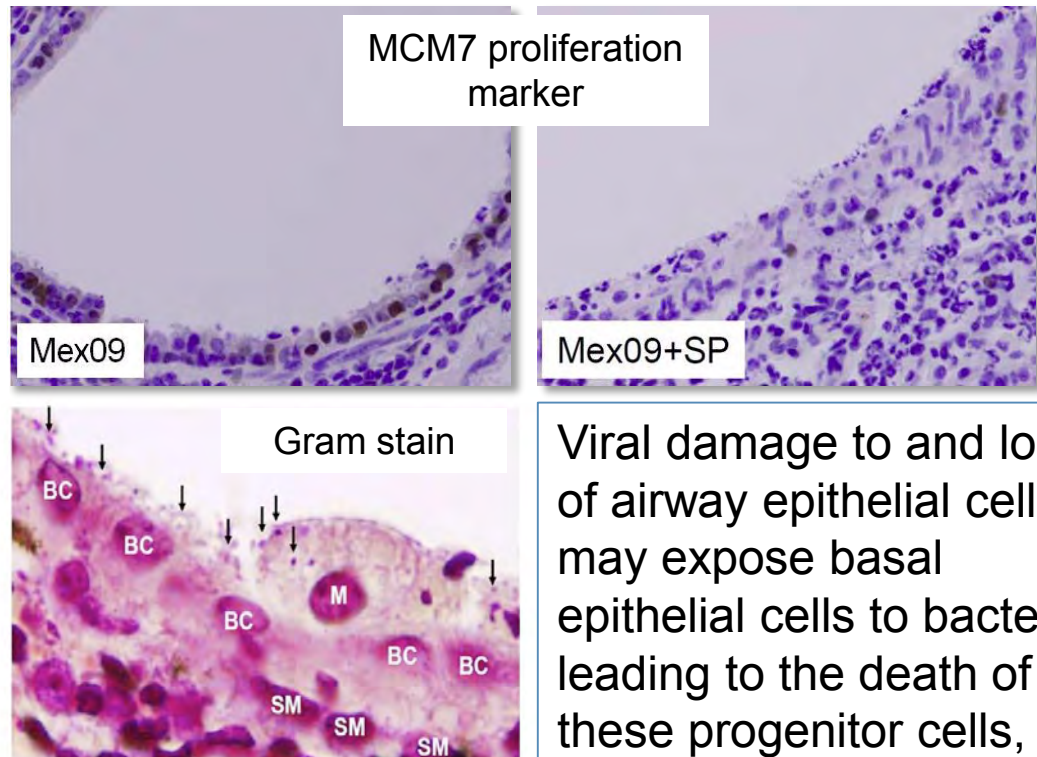 MCM7 proliferation
marker
Mex09
Mex09+SP
Gram stain
BC
BC
BC
M
BC
BC
SM
SM
SM
Viral damage to and lo
of airway epithelial cell
may expose basal
epithelial cells to bacte
leading to the death of
these progenitor cells,